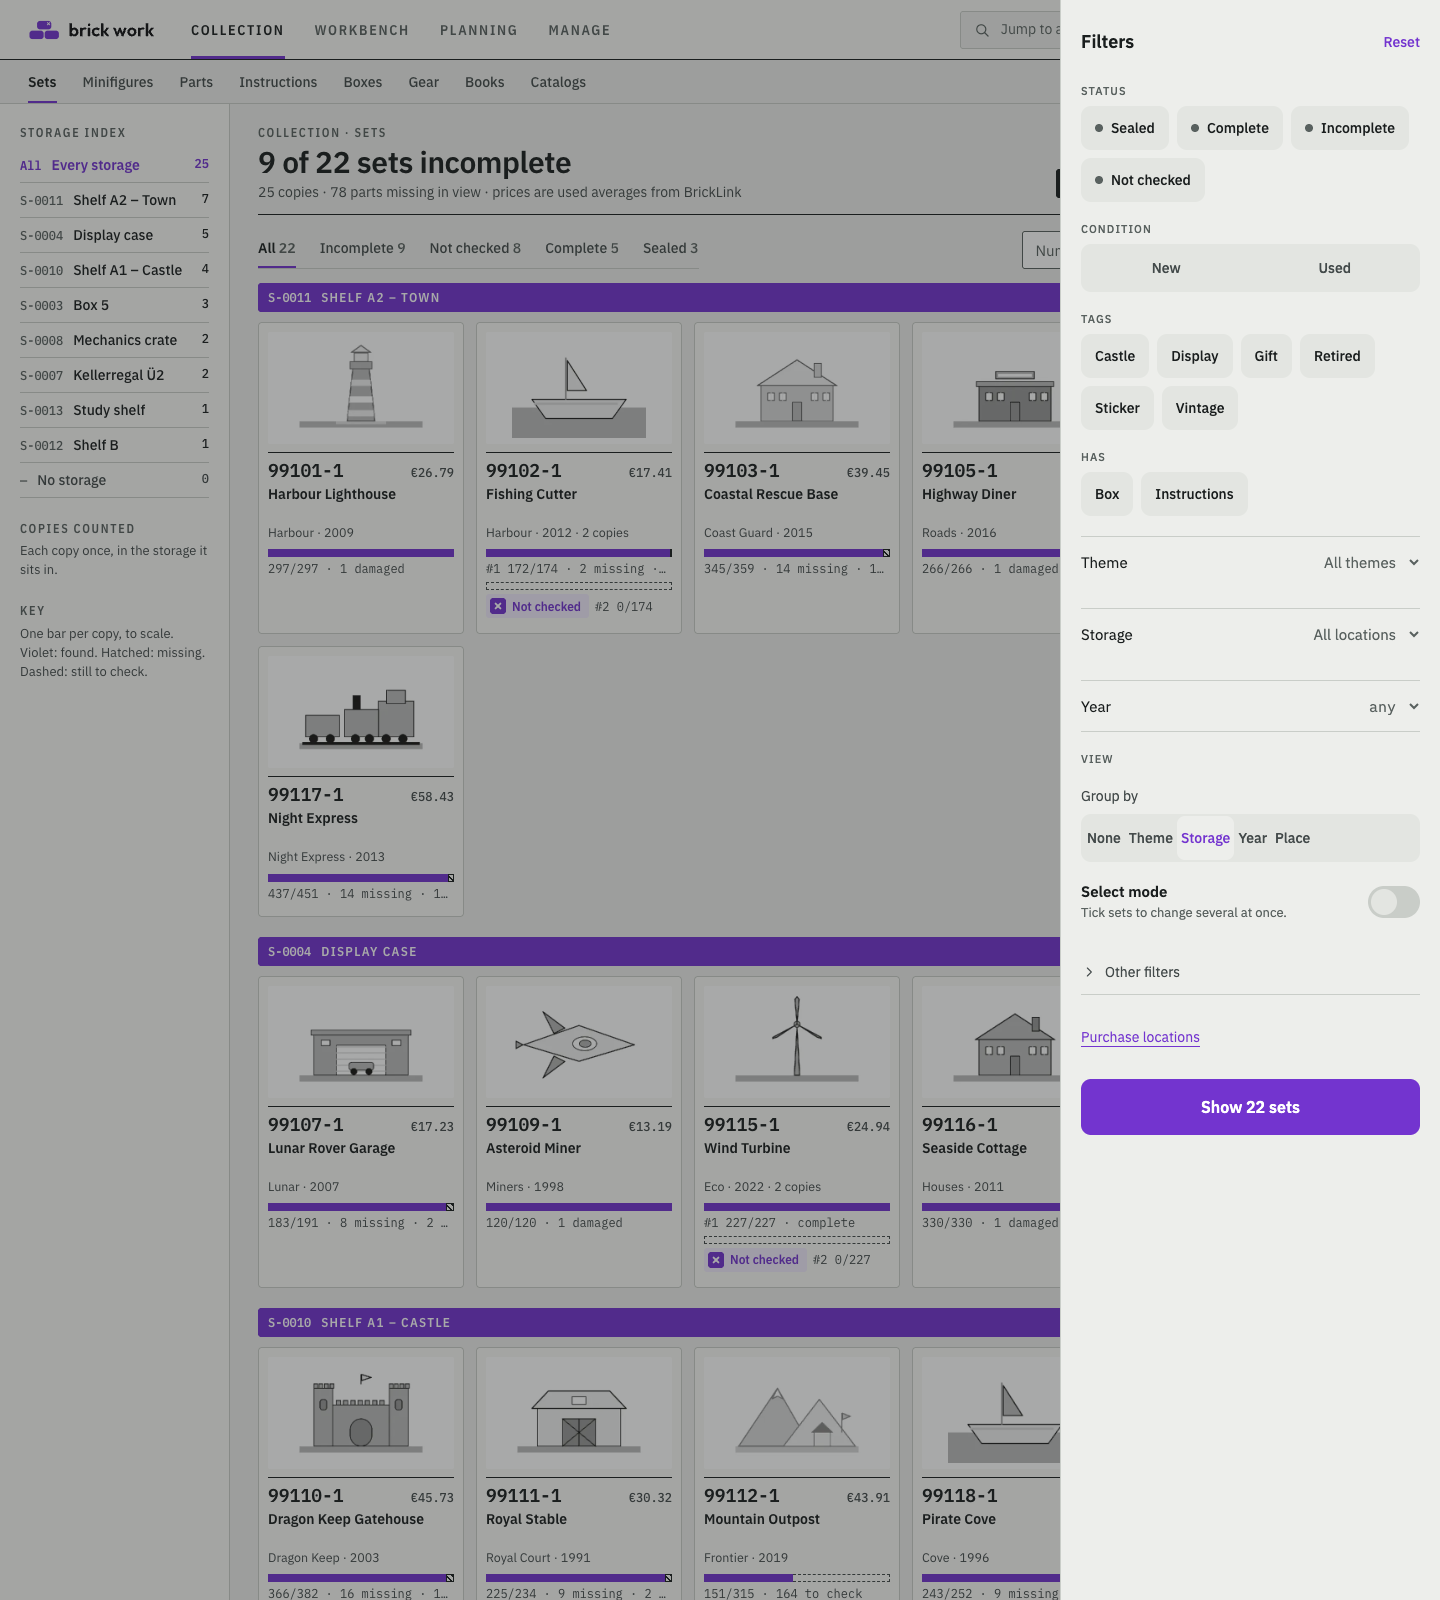 brick work
COLLECTION
WORKBENCH
PLANNING
MANAGE
Jump to a
Sets
Minifigures
Parts
Instructions
Boxes
Gear
Books
Catalogs
STORAGE INDEX
All Every storage 25
S-0011 Shelf A2 – Town 7
S-0004 Display case 5
S-0010 Shelf A1 – Castle 4
S-0003 Box 5 3
S-0008 Mechanics crate 2
S-0007 Kellerregal Ü2 2
S-0013 Study shelf 1
S-0012 Shelf B 1
– No storage 0
COPIES COUNTED
Each copy once, in the storage it
sits in.
KEY
One bar per copy, to scale.
Violet: found. Hatched: missing.
Dashed: still to check.
COLLECTION · SETS
9 of 22 sets incomplete
25 copies · 78 parts missing in view · prices are used averages from BrickLink
All 22
Incomplete 9
Not checked 8
Complete 5
Sealed 3
S-0011 SHELF A2 – TOWN
99101-1 €26.79
Harbour Lighthouse
Harbour · 2009
297/297 · 1 damaged
99102-1 €17.41
Fishing Cutter
Harbour · 2012 · 2 copies
#1 172/174 · 2 missing ·…
Not checked #2 0/174
99103-1 €39.45
Coastal Rescue Base
Coast Guard · 2015
345/359 · 14 missing · 1…
99105-1
Highway Diner
Roads · 2016
266/266 · 1 damaged
99117-1 €58.43
Night Express
Night Express · 2013
437/451 · 14 missing · 1…
S-0004 DISPLAY CASE
99107-1 €17.23
Lunar Rover Garage
Lunar · 2007
183/191 · 8 missing · 2 …
99109-1 €13.19
Asteroid Miner
Miners · 1998
120/120 · 1 damaged
99115-1 €24.94
Wind Turbine
Eco · 2022 · 2 copies
#1 227/227 · complete
Not checked #2 0/227
99116-1
Seaside Cottage
Houses · 2011
330/330 · 1 damaged
S-0010 SHELF A1 – CASTLE
99110-1 €45.73
Dragon Keep Gatehouse
Dragon Keep · 2003
366/382 · 16 missing · 1…
99111-1 €30.32
Royal Stable
Royal Court · 1991
225/234 · 9 missing · 2 …
99112-1 €43.91
Mountain Outpost
Frontier · 2019
151/315 · 164 to check
99118-1
Pirate Cove
Cove · 1996
243/252 · 9 missing
Filters
Reset
STATUS
Sealed
Complete
Incomplete
Not checked
CONDITION
New
Used
TAGS
Castle
Display
Gift
Retired
Sticker
Vintage
HAS
Box
Instructions
Theme All themes
Storage All locations
Year any
VIEW
Group by
None Theme Storage Year Place
Select mode
Tick sets to change several at once.
Other filters
Purchase locations
Show 22 sets